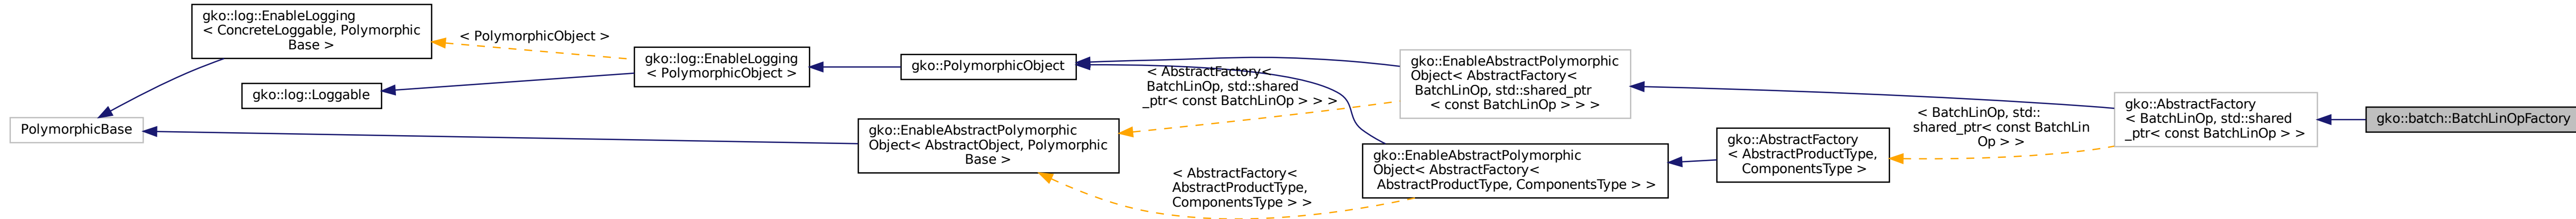 gko::log::EnableLogging
< ConcreteLoggable, Polymorphic
Base >
< PolymorphicObject >
gko::log::EnableLogging
< PolymorphicObject >
gko::log::Loggable
PolymorphicBase
gko::PolymorphicObject
gko::EnableAbstractPolymorphic
Object< AbstractObject, Polymorphic
Base >
< AbstractFactory<
BatchLinOp, std::shared
_ptr< const BatchLinOp > > >
< AbstractFactory<
AbstractProductType,
ComponentsType > >
gko::EnableAbstractPolymorphic
Object< AbstractFactory<
BatchLinOp, std::shared_ptr
< const BatchLinOp > > >
gko::EnableAbstractPolymorphic
Object< AbstractFactory<
AbstractProductType, ComponentsType > >
gko::AbstractFactory
< AbstractProductType,
ComponentsType >
< BatchLinOp, std::
shared_ptr< const BatchLin
Op > >
gko::AbstractFactory
< BatchLinOp, std::shared
_ptr< const BatchLinOp > >
gko::batch::BatchLinOpFactory